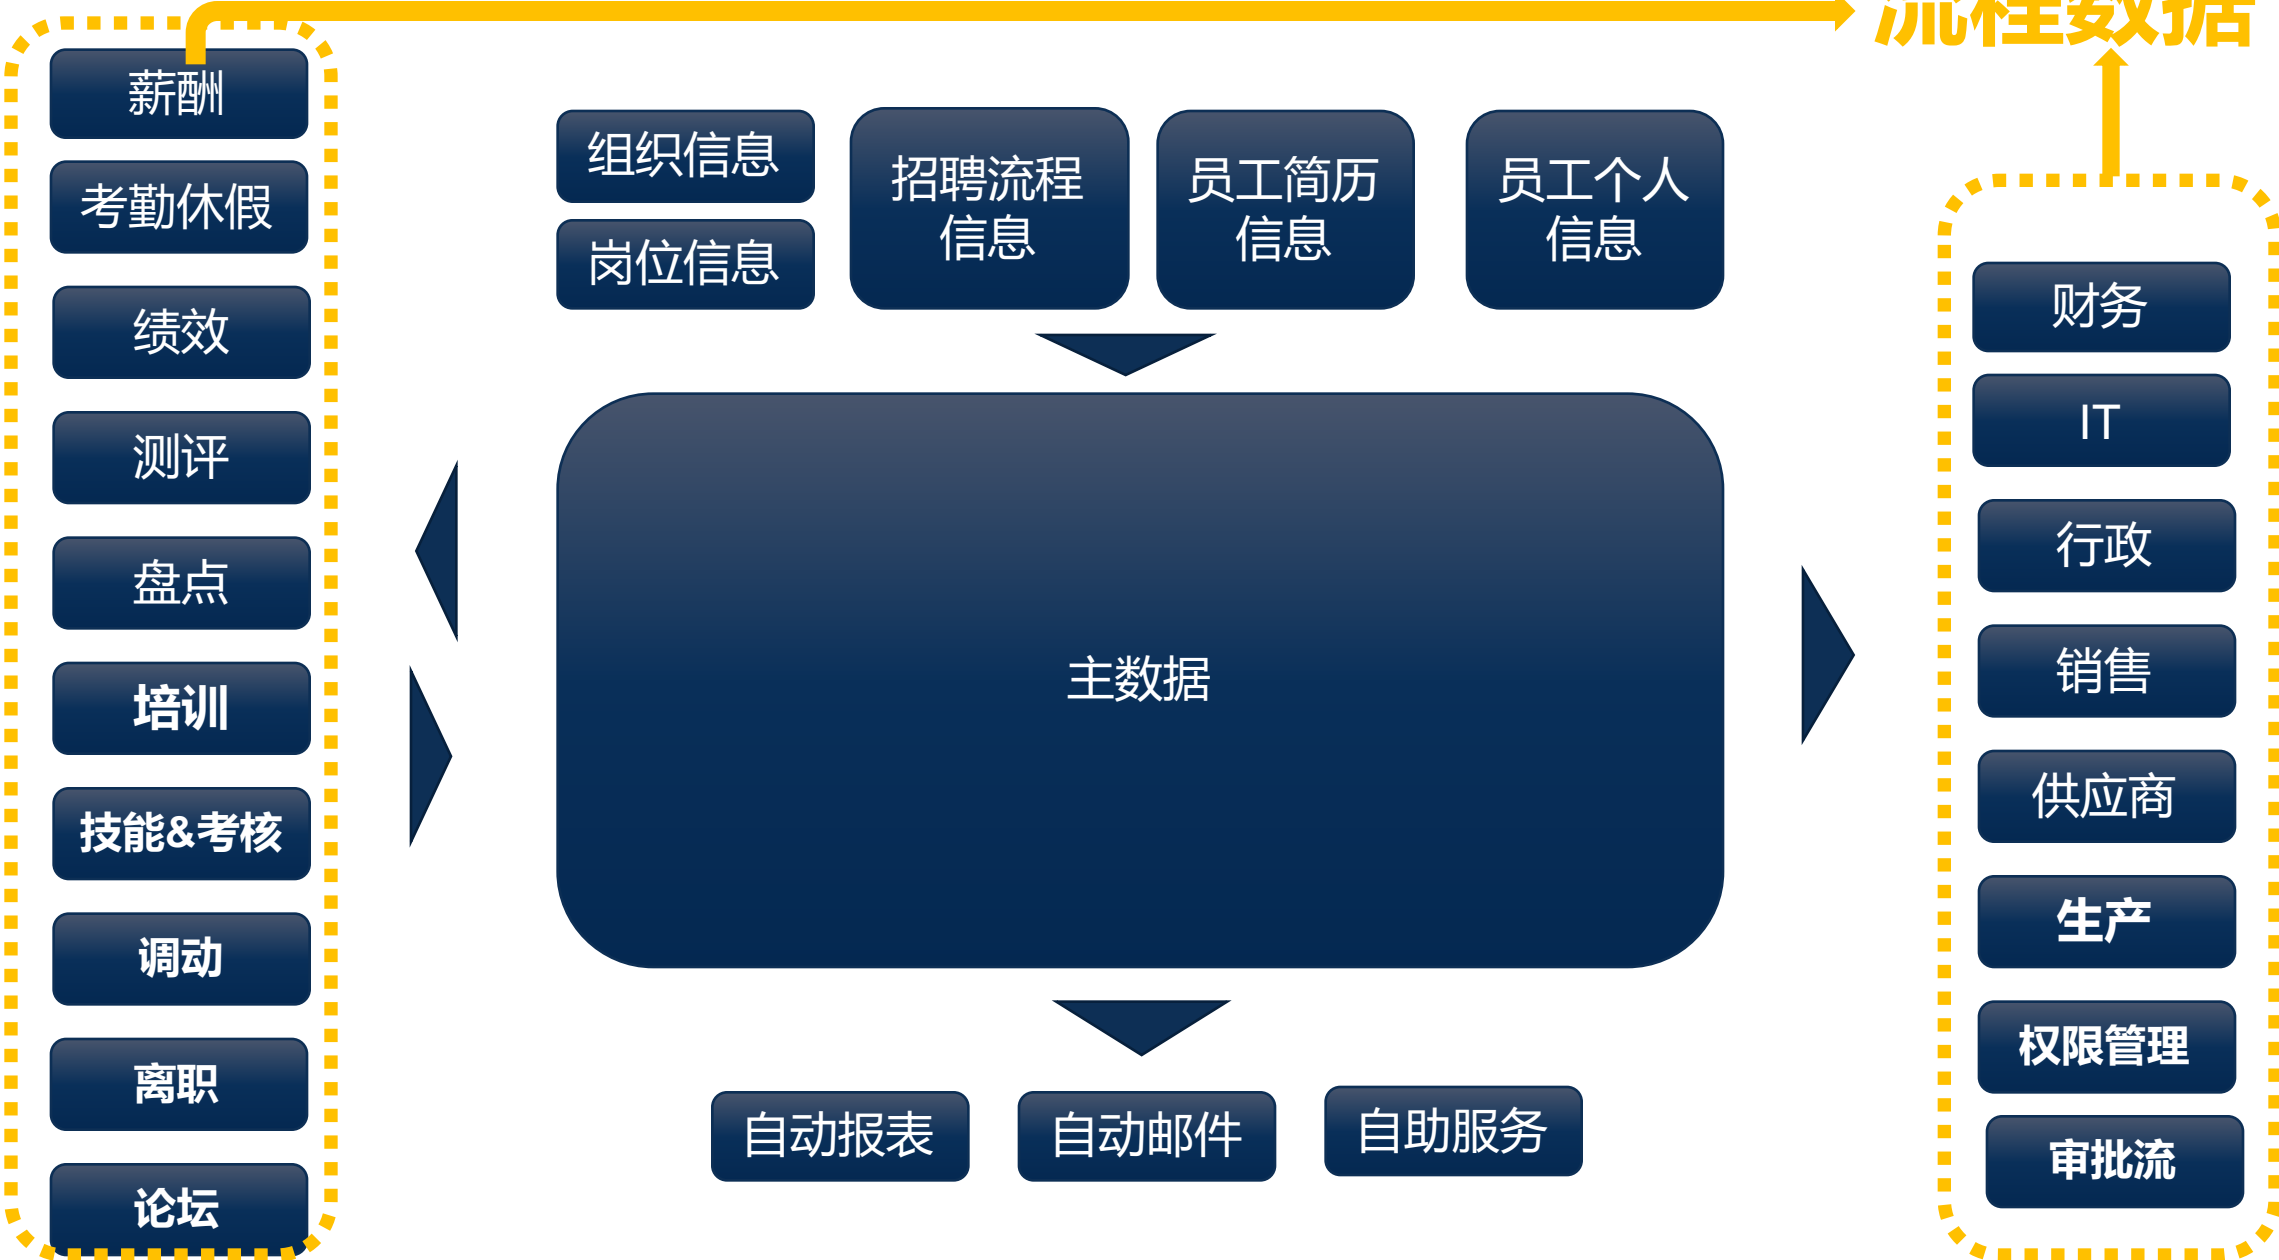 流程数据
薪酬
考勤休假
绩效
测评
盘点
培训
技能&考核
调动
离职
论坛
组织信息
岗位信息
招聘流程
信息
员工简历
信息
员工个人
信息
主数据
自动报表
自动邮件
自助服务
财务
IT
行政
销售
供应商
生产
权限管理
审批流